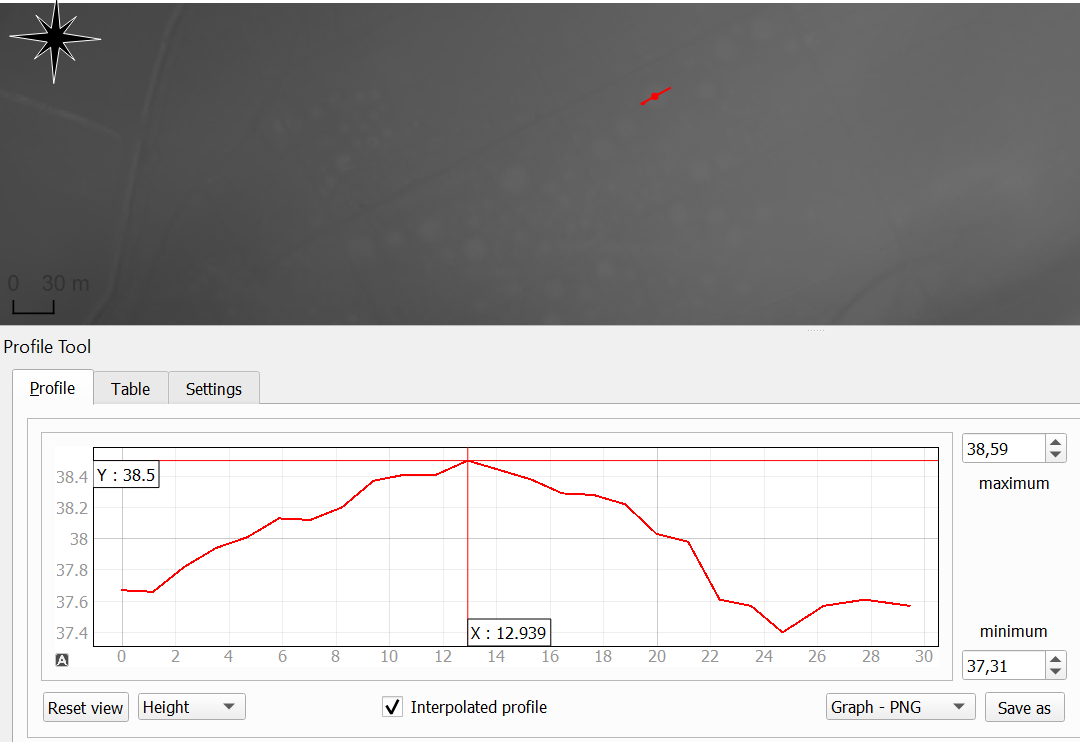 0 30 m
Profile Tool
Profile Table Settings
38.4
38.2
38
37.8
37.6
37.4
Y : 38.5
X : 12.939
A
0 2 4 6 8 10 12 14 16 18 20 22 24 26 28 30
38,59
maximum
minimum
37,31
Reset view Height Interpolated profile Graph - PNG Save as